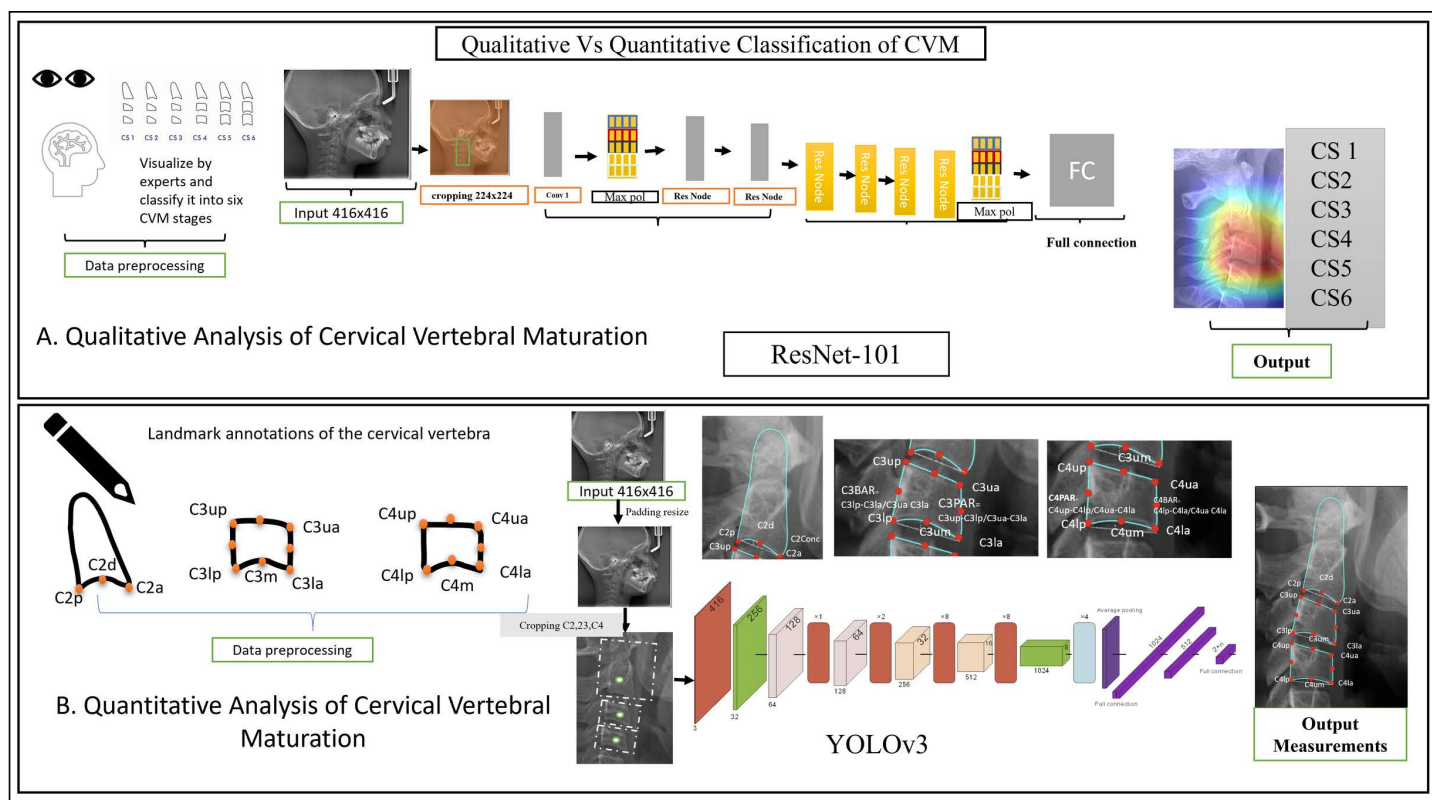 Qualitative Vs Quantitative Classification of CVM
CS 1 CS 2 CS 3 CS 4 CS 5 CS 6
Visualize by
experts and
classify it into six
CVM stages
Data preprocessing
Input 416x416
cropping 224x224
Conv 1
Max pol
Res Node
Res Node
Res Node
Res Node
Res Node
Res Node
Max pol
FC
Full connection
CS 1
CS2
CS3
CS4
CS5
CS6
Output
A. Qualitative Analysis of Cervical Vertebral Maturation
ResNet-101
Landmark annotations of the cervical vertebra
C2d
C2p
C2a
C3up
C3ua
C3lp
C3m
C3la
C4up
C4ua
C4lp
C4m
C4la
Data preprocessing
B. Quantitative Analysis of Cervical Vertebral
Maturation
Input 416x416
Padding resize
Cropping C2,23,C4
C2d
C2p
C3up
C2Conc
C2a
C3up
C3ua
C3BAR=
C3lp-C3la/C3ua C3la
C3PAR=
C3up-C3lp/C3ua-C3la
C3lp
C3um
C3la
C3um
C4up
C4ua
C4PAR=
C4up-C4lp/C4ua-C4la
C4BAR=
C4lp-C4la/C4ua C4la
C4lp
C4um
C4la
416
3
256
32
128
64
×1
64
128
×2
32
256
×8
16
512
×8
8
1024
×4
Average pooling
1024
Full connection
512
2*n
Full connection
YOLOv3
C2p
C2d
C2a
C3up
C3ua
C3lp
C3um
C3la
C4up
C4ua
C4lp
C4um
C4la
Output
Measurements